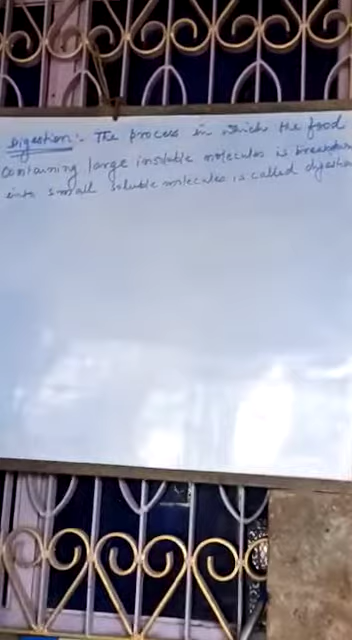 Digestion:- The process in which the food
containing large insoluble molecules is breakdown
into small soluble molecules is called digestion